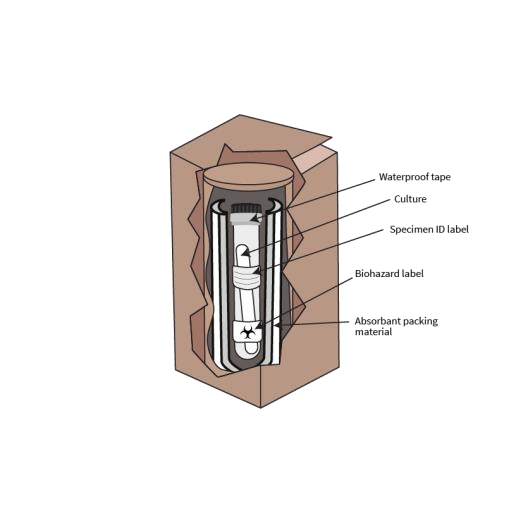 Waterproof tape
Culture
Specimen ID label
Biohazard label
Absorbant packing
material